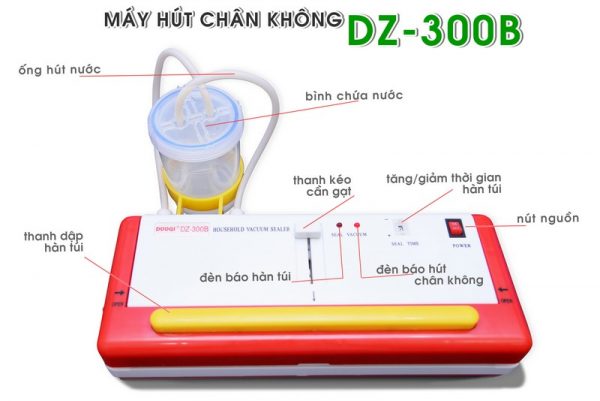 MÁY HÚT CHÂN KHÔNG DZ-300B
ống hút nước
bình chứa nước
thanh kéo
cần gạt
tăng/giảm thời gian
hàn túi
nút nguồn
thanh dập
hàn túi
DZ-300B HOUSEHOLD VACUUM SEALER
SEAL VACUUM
SEAL TIME
POWER
đèn báo hàn túi
đèn báo hút
chân không
OPEN
OPEN